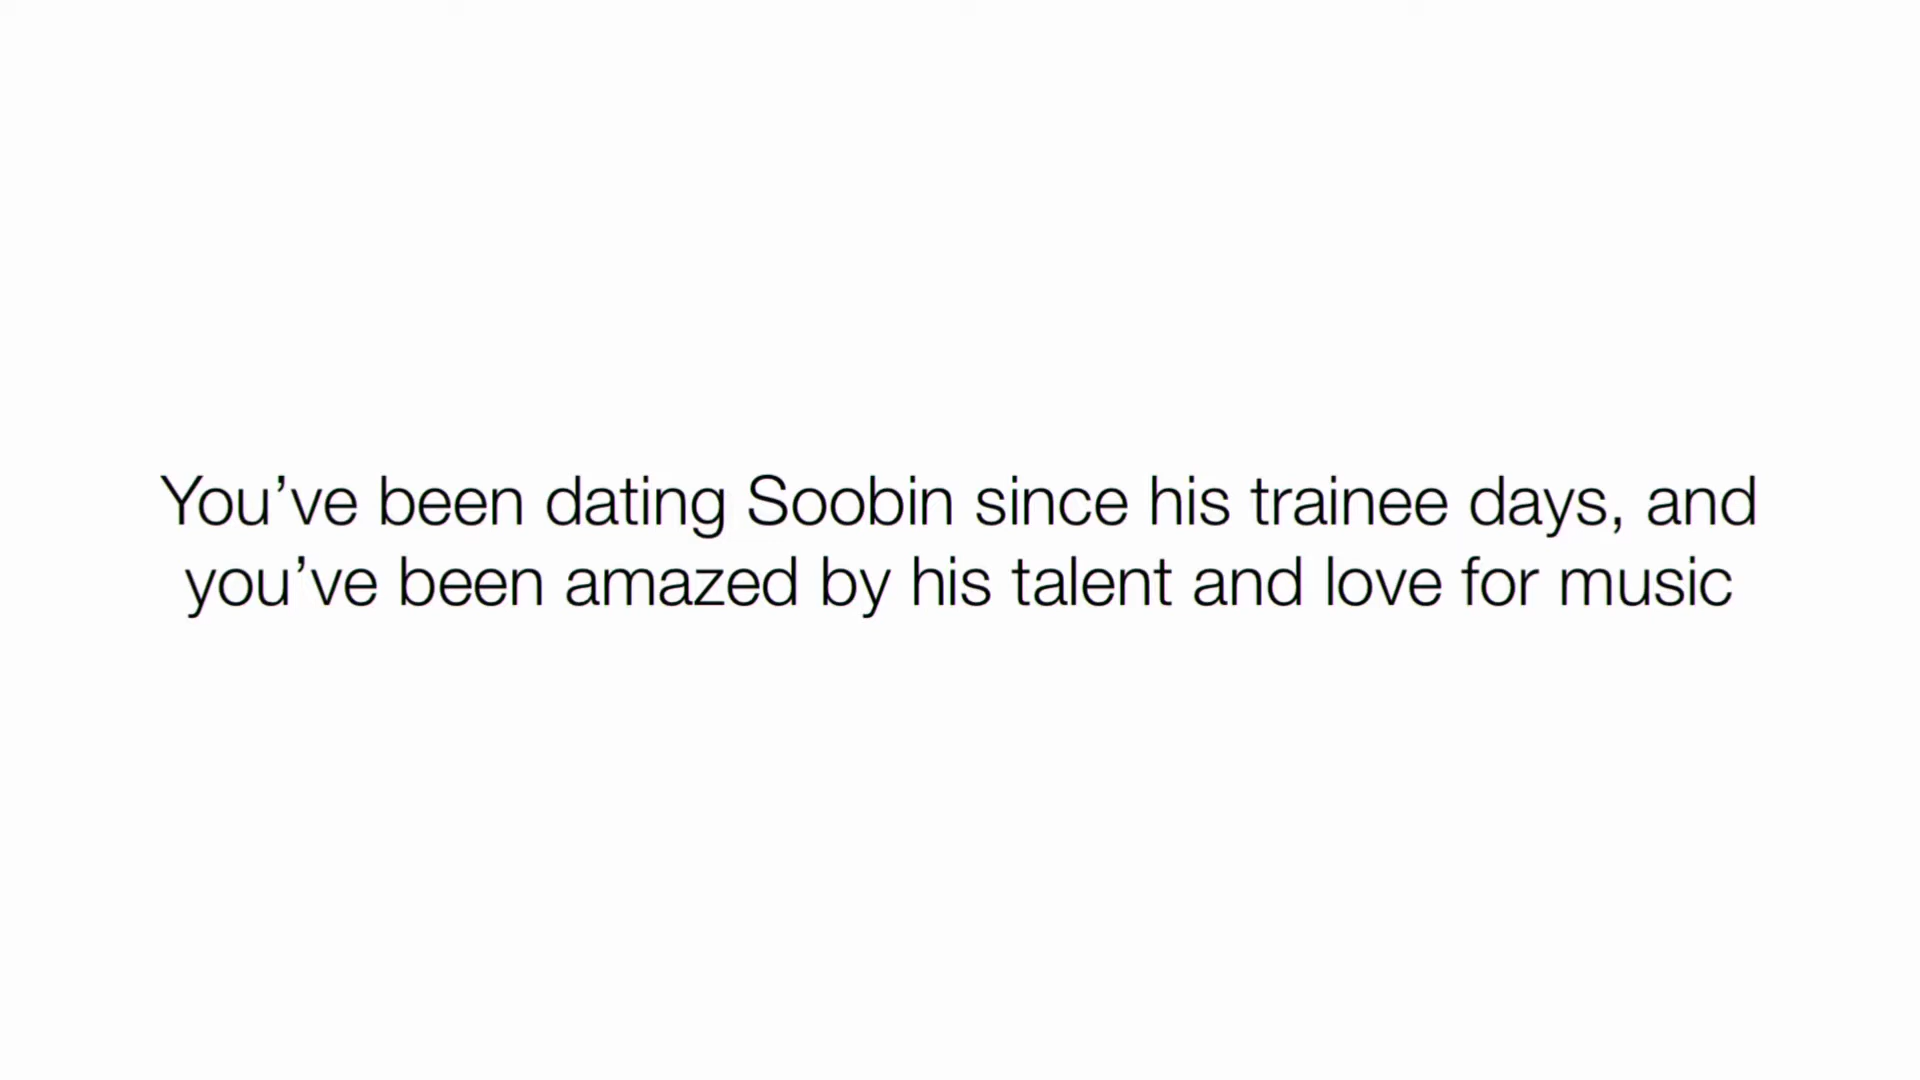 You’ve been dating Soobin since his trainee days, and
you’ve been amazed by his talent and love for music